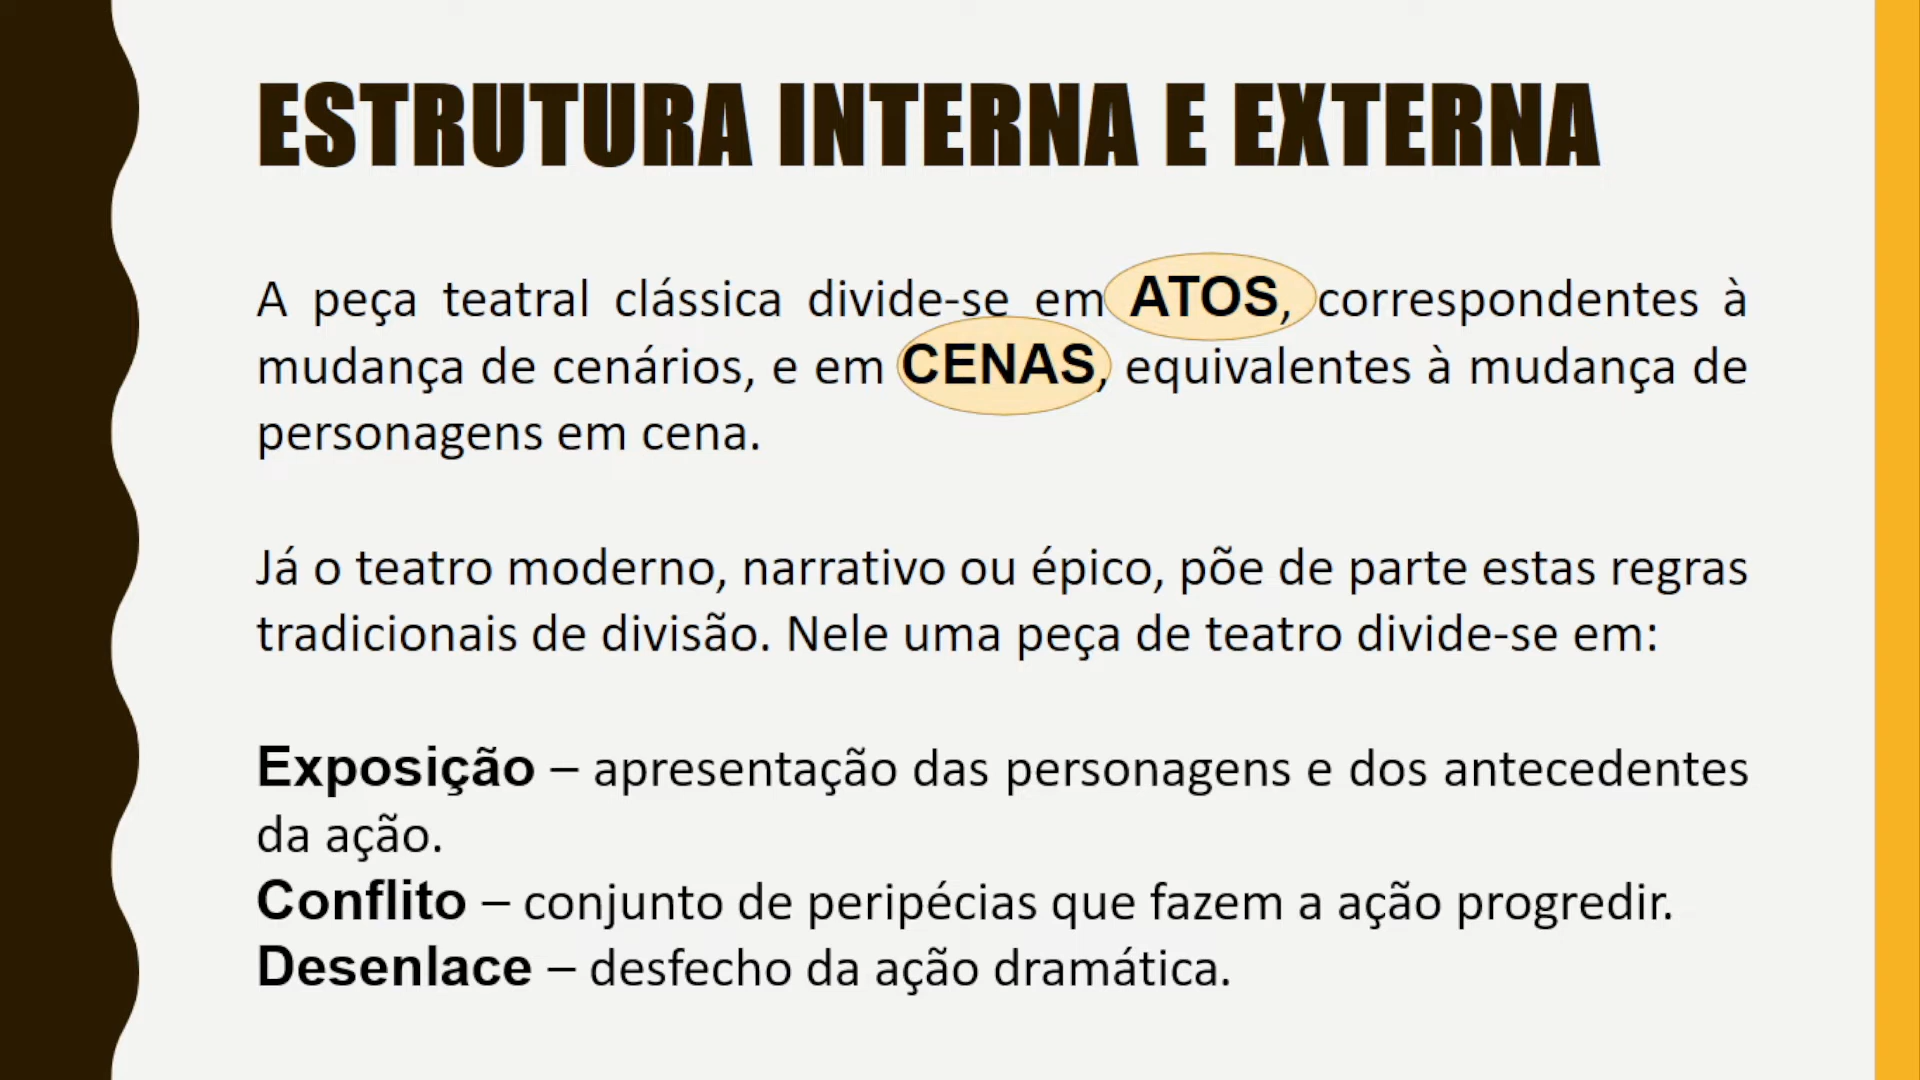 ESTRUTURA INTERNA E EXTERNA
A peça teatral clássica divide-se em ATOS, correspondentes à
mudança de cenários, e em CENAS, equivalentes à mudança de
personagens em cena.
Já o teatro moderno, narrativo ou épico, põe de parte estas regras
tradicionais de divisão. Nele uma peça de teatro divide-se em:
Exposição – apresentação das personagens e dos antecedentes
da ação.
Conflito – conjunto de peripécias que fazem a ação progredir.
Desenlace – desfecho da ação dramática.